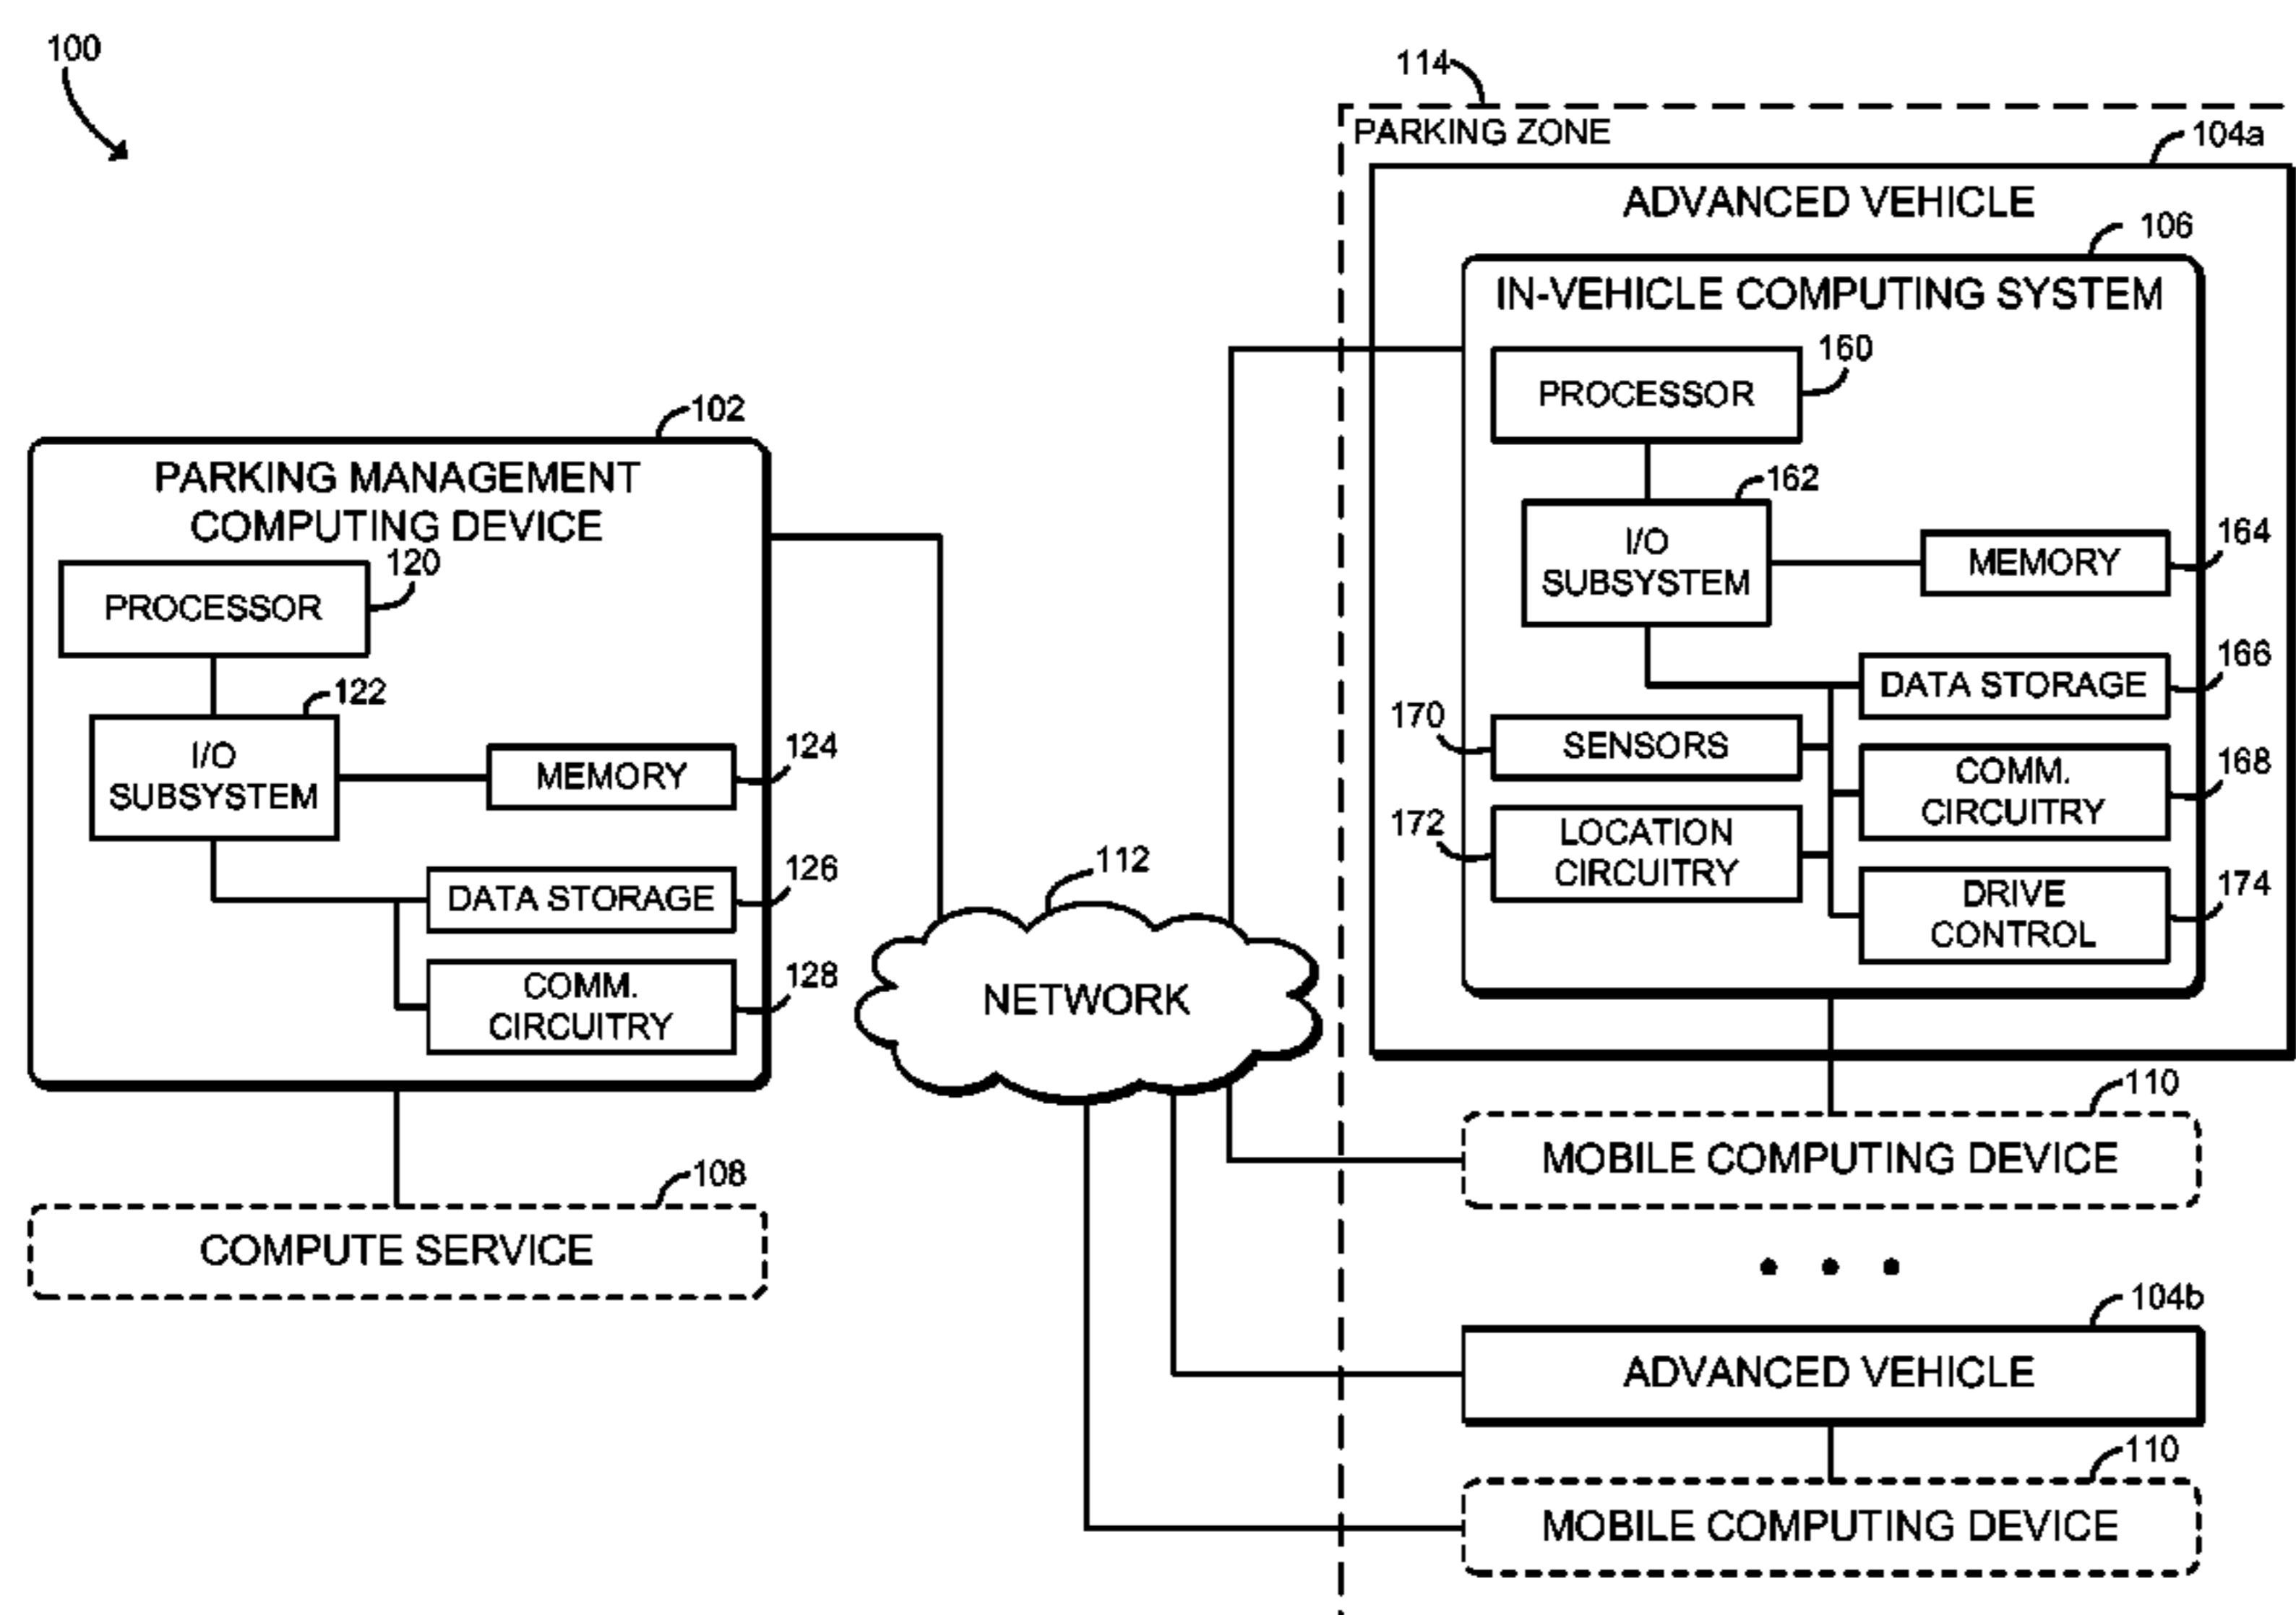 100
114
PARKING ZONE
104a
ADVANCED VEHICLE
106
IN-VEHICLE COMPUTING SYSTEM
160
PROCESSOR
162
I/O
SUBSYSTEM
164
MEMORY
166
DATA STORAGE
170
SENSORS
168
COMM.
CIRCUITRY
172
LOCATION
CIRCUITRY
174
DRIVE
CONTROL
102
PARKING MANAGEMENT
COMPUTING DEVICE
120
PROCESSOR
122
I/O
SUBSYSTEM
124
MEMORY
126
DATA STORAGE
128
COMM.
CIRCUITRY
112
NETWORK
108
COMPUTE SERVICE
110
MOBILE COMPUTING DEVICE
104b
ADVANCED VEHICLE
110
MOBILE COMPUTING DEVICE